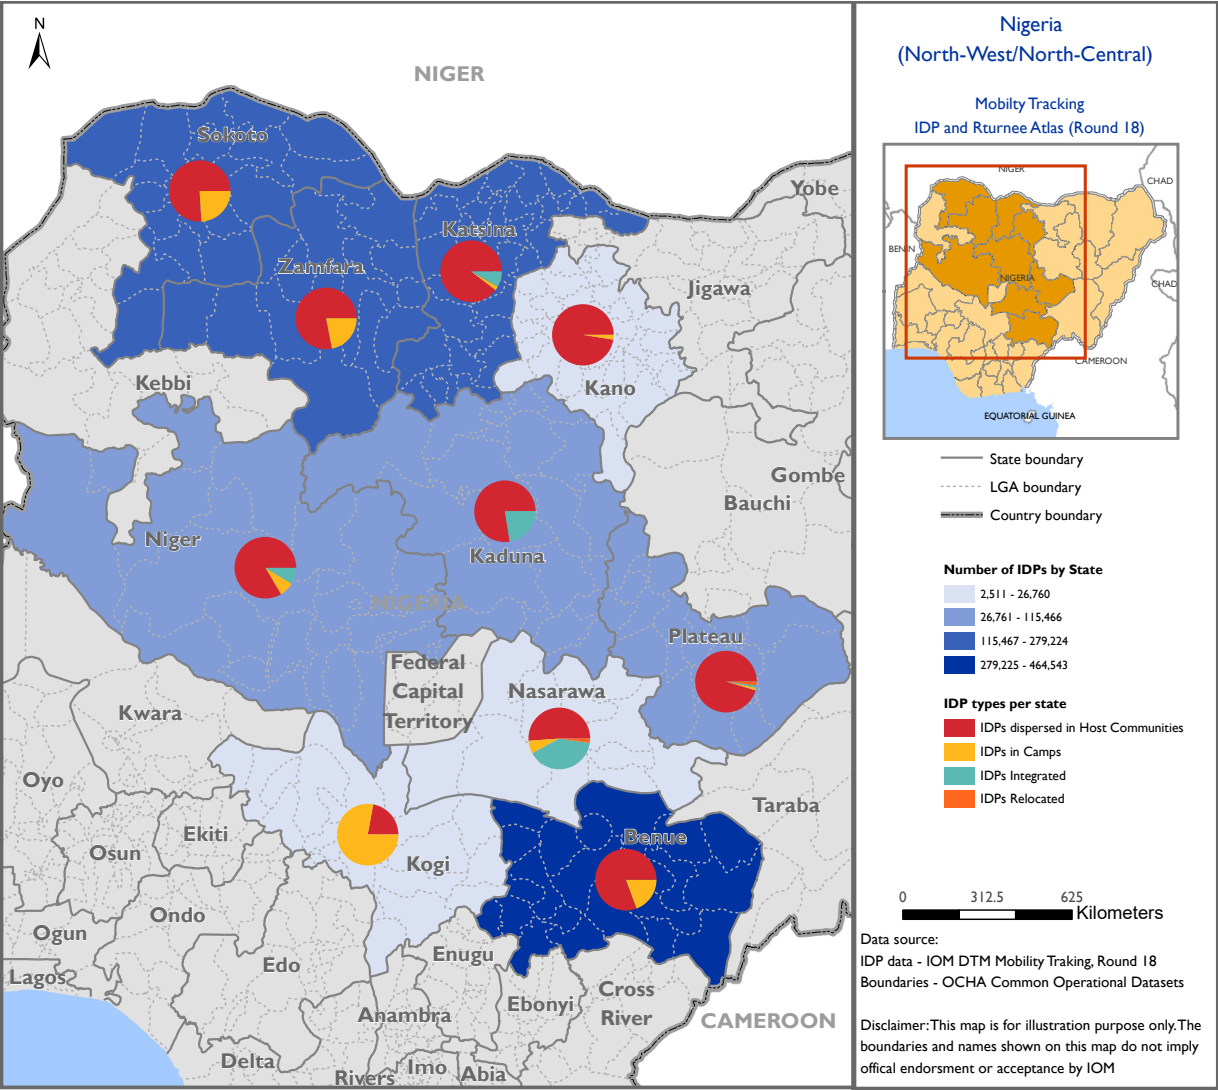 N
NIGER
Sokoto
Yobe
Katsina
Zamfara
Jigawa
Kebbi
Kano
Gombe
Bauchi
Niger
Kaduna
NIGERIA
Plateau
Federal
Capital
Territory
Nasarawa
Kwara
Oyo
Taraba
Ekiti
Benue
Osun
Kogi
Ondo
Ogun
Enugu
Edo
Lagos
Cross
River
Ebonyi
Anambra
CAMEROON
Delta
Imo
Abia
Rivers
Nigeria
(North-West/North-Central)
Mobilty Tracking
IDP and Rturnee Atlas (Round 18)
NIGER
CHAD
BENIN
NIGERIA
CHAD
CAMEROON
EQUATORIAL GUINEA
State boundary
LGA boundary
Country boundary
Number of IDPs by State
2,511 - 26,760
26,761 - 115,466
115,467 - 279,224
279,225 - 464,543
IDP types per state
IDPs dispersed in Host Communities
IDPs in Camps
IDPs Integrated
IDPs Relocated
0 312.5 625
Kilometers
Data source:
IDP data - IOM DTM Mobility Traking, Round 18
Boundaries - OCHA Common Operational Datasets
Disclaimer: This map is for illustration purpose only. The
boundaries and names shown on this map do not imply
offical endorsment or acceptance by IOM